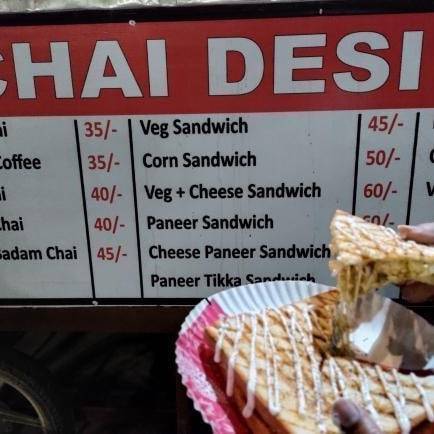 CHAI DESI
35/- Veg Sandwich 45/-
Coffee 35/- Corn Sandwich 50/-
40/- Veg + Cheese Sandwich 60/-
40/- Paneer Sandwich 60/-
Badam Chai 45/- Cheese Paneer Sandwich
Paneer Tikka Sandwich